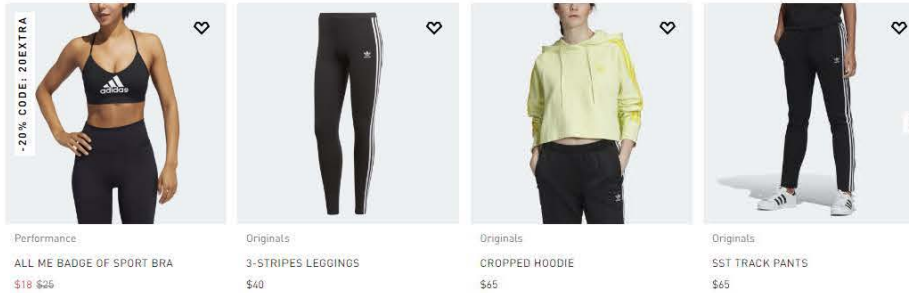 -20% CODE: 20EXTRA
adidas
Performance
ALL ME BADGE OF SPORT BRA
$18 $25
Originals
3-STRIPES LEGGINGS
$40
Originals
CROPPED HOODIE
$65
Originals
SST TRACK PANTS
$65